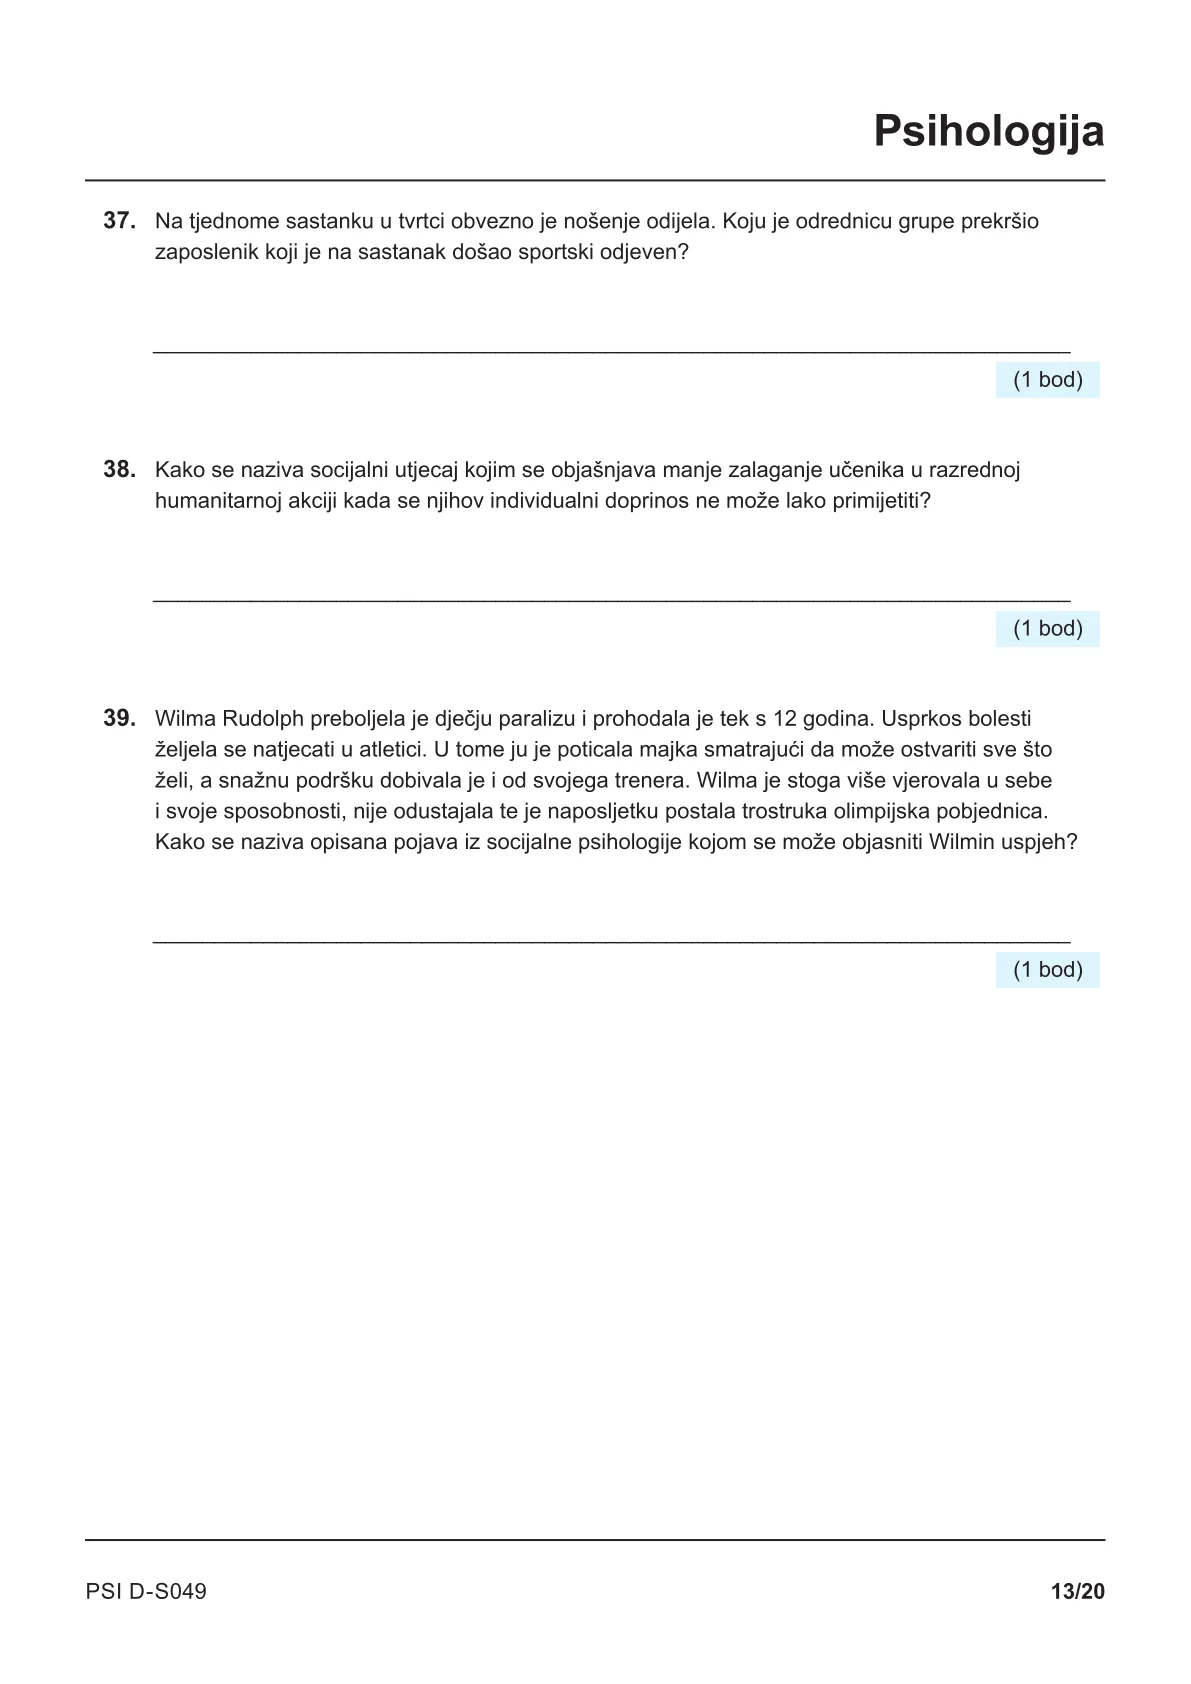 Psihologija
37. Na tjednome sastanku u tvrtci obvezno je nošenje odijela. Koju je odrednicu grupe prekršio
zaposlenik koji je na sastanak došao sportski odjeven?
(1 bod)
38. Kako se naziva socijalni utjecaj kojim se objašnjava manje zalaganje učenika u razrednoj
humanitarnoj akciji kada se njihov individualni doprinos ne može lako primijetiti?
(1 bod)
39. Wilma Rudolph preboljela je dječju paralizu i prohodala je tek s 12 godina. Usprkos bolesti
željela se natjecati u atletici. U tome ju je poticala majka smatrajući da može ostvariti sve što
želi, a snažnu podršku dobivala je i od svojega trenera. Wilma je stoga više vjerovala u sebe
i svoje sposobnosti, nije odustajala te je naposljetku postala trostruka olimpijska pobjednica.
Kako se naziva opisana pojava iz socijalne psihologije kojom se može objasniti Wilmin uspjeh?
(1 bod)
PSI D-S049
13/20